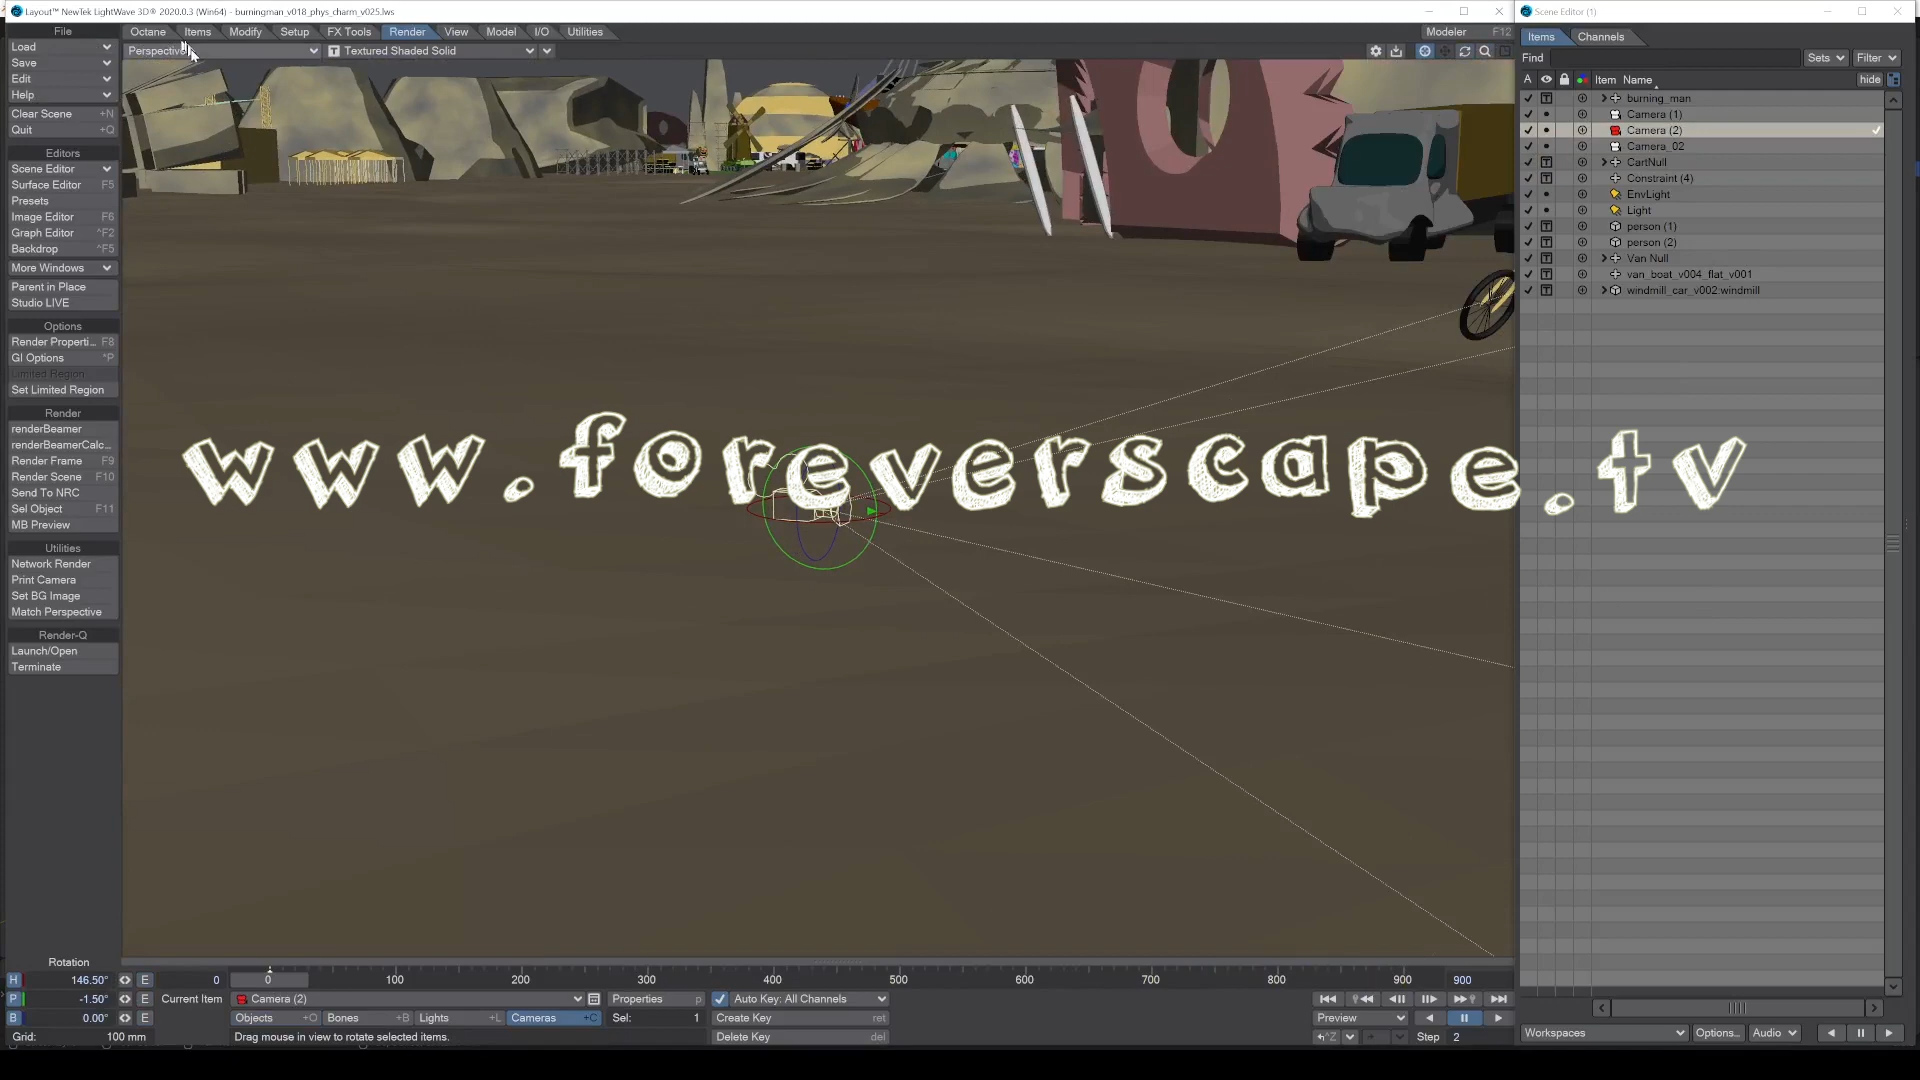 Layout™ NewTek LightWave 3D® 2020.0.3 (Win64) - burningman_v018_phys_charm_v025.lws
Scene Editor (1)
File
Octane Items Modify Setup FX Tools Render View Model I/O Utilities
Modeler F12
Items Channels
Load
Perspective
T Textured Shaded Solid
Find
Sets Filter
Save
Edit
A Item Name hide
Help
burning_man
Clear Scene +N
Camera (1)
Quit +Q
Camera (2)
Camera_02
Editors
CartNull
Scene Editor
Constraint (4)
Surface Editor F5
EnvLight
Presets
Light
Image Editor F6
person (1)
Graph Editor ^F2
person (2)
Backdrop ^F5
Van Null
More Windows
van_boat_v004_flat_v001
Parent in Place
windmill_car_v002:windmill
Studio LIVE
Options
Render Properti... F8
GI Options *P
Limited Region
Set Limited Region
Render
renderBeamer
renderBeamerCalc...
Render Frame F9
Render Scene F10
Send To NRC
Sel Object F11
MB Preview
www.foreverscape.tv
Utilities
Network Render
Print Camera
Set BG Image
Match Perspective
Render-Q
Launch/Open
Terminate
Rotation
H 146.50° E 0
0 100 200 300 400 500 600 700 800 900 900
P -1.50° E Current Item Camera (2) Properties p Auto Key: All Channels
B 0.00° E Objects +O Bones +B Lights +L Cameras +C Sel: 1 Create Key ret Preview
Grid: 100 mm Drag mouse in view to rotate selected items. Delete Key del Step 2
Workspaces Options... Audio